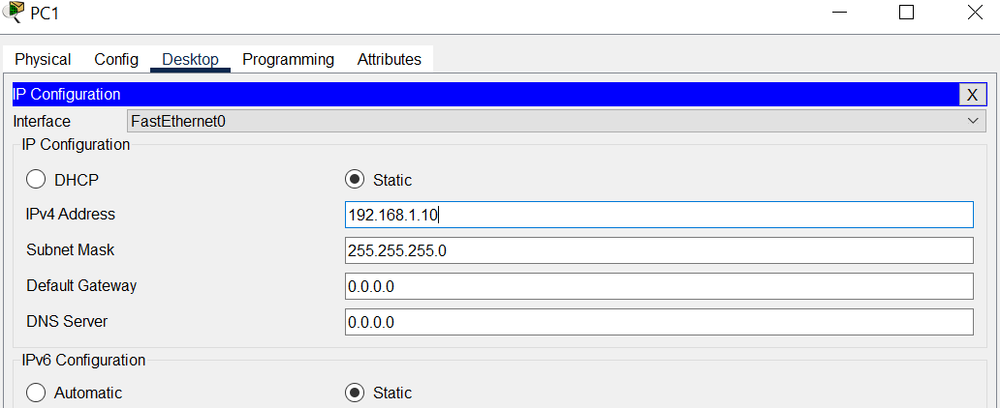 PC1
Physical Config Desktop Programming Attributes
IP Configuration X
Interface FastEthernet0
IP Configuration
DHCP Static
IPv4 Address 192.168.1.10
Subnet Mask 255.255.255.0
Default Gateway 0.0.0.0
DNS Server 0.0.0.0
IPv6 Configuration
Automatic Static